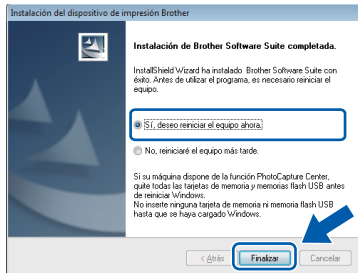 Instalación del dispositivo de impresión Brother
Instalación de Brother Software Suite completada.
InstallShield Wizard ha instalado Brother Software Suite con
éxito. Antes de utilizar el programa, es necesario reiniciar el
equipo.
Sí, deseo reiniciar el equipo ahora.
No, reiniciaré el equipo más tarde.
Si su máquina dispone de la función PhotoCapture Center,
quite todas las tarjetas de memoria y memorias flash USB antes
de reiniciar Windows.
No inserte ninguna tarjeta de memoria ni memoria flash USB
hasta que se haya cargado Windows.
< Atrás Finalizar Cancelar